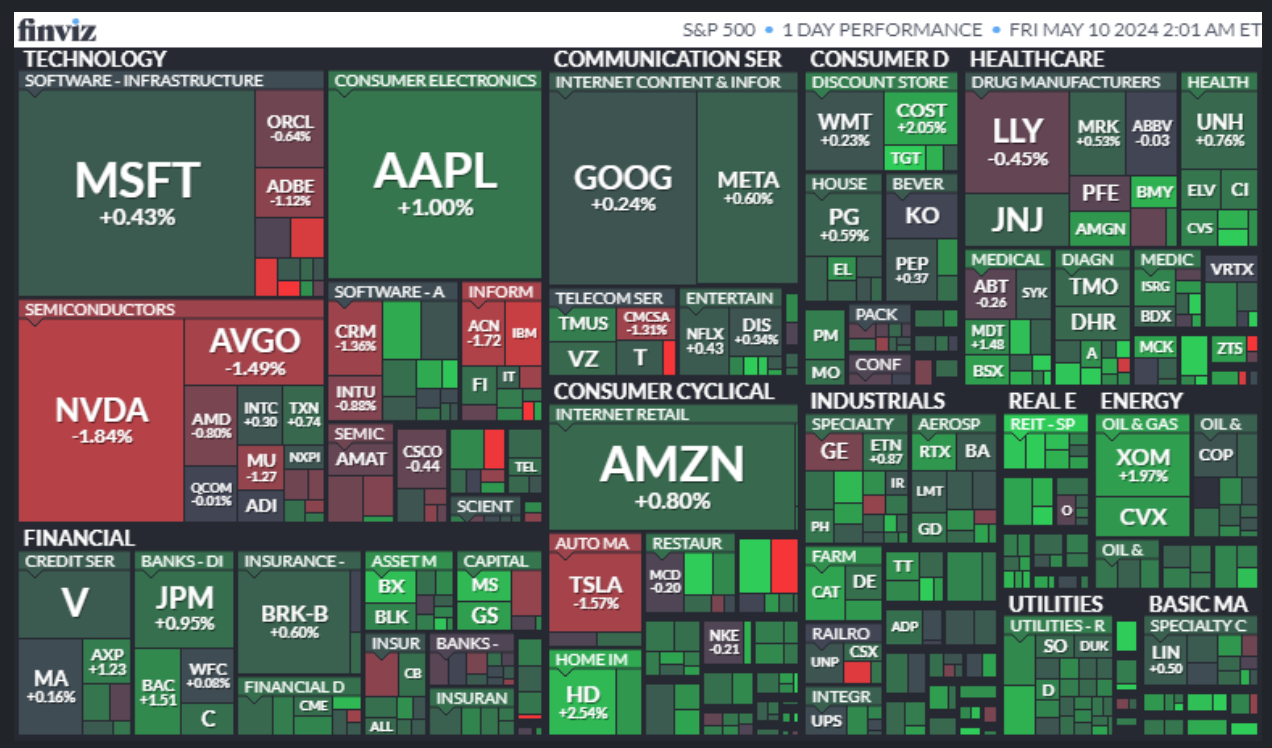 finviz
S&P 500 • 1 DAY PERFORMANCE • FRI MAY 10 2024 2:01 AM ET
TECHNOLOGY
SOFTWARE - INFRASTRUCTURE
MSFT
+0.43%
ORCL
-0.64%
ADBE
-1.12%
CONSUMER ELECTRONICS
AAPL
+1.00%
SEMICONDUCTORS
NVDA
-1.84%
AVGO
-1.49%
AMD
-0.80%
INTC
+0.30
TXN
+0.74
MU
-1.27
NXPI
QCOM
-0.01%
ADI
SOFTWARE - A
CRM
-1.36%
INTU
-0.88%
INFORM
ACN
-1.72
IBM
FI
IT
SEMIC
AMAT
CSCO
-0.44
TEL
SCIENT
COMMUNICATION SER
INTERNET CONTENT & INFOR
GOOG
+0.24%
META
+0.60%
TELECOM SER
TMUS
CMCSA
-1.31%
VZ
T
ENTERTAIN
NFLX
+0.43
DIS
+0.34%
CONSUMER CYCLICAL
INTERNET RETAIL
AMZN
+0.80%
AUTO MA
TSLA
-1.57%
RESTAUR
MCD
-0.20
NKE
-0.21
HOME IM
HD
+2.54%
CONSUMER D
DISCOUNT STORE
WMT
+0.23%
COST
+2.05%
TGT
HOUSE
PG
+0.59%
EL
BEVER
KO
PEP
+0.37
PM
MO
PACK
CONF
HEALTHCARE
DRUG MANUFACTURERS
LLY
-0.45%
MRK
+0.53%
ABBV
-0.03
PFE
BMY
JNJ
AMGN
HEALTH
UNH
+0.76%
ELV
CI
CVS
MEDICAL
ABT
-0.26
SYK
MDT
+1.48
BSX
DIAGN
TMO
DHR
A
MEDIC
ISRG
BDX
MCK
VRTX
ZTS
FINANCIAL
CREDIT SER
V
MA
+0.16%
AXP
+1.23
BANKS - DI
JPM
+0.95%
BAC
+1.51
WFC
+0.08%
C
INSURANCE -
BRK-B
+0.60%
FINANCIAL D
CME
ASSET M
BX
BLK
CAPITAL
MS
GS
INSUR
CB
ALL
BANKS -
INSURAN
INDUSTRIALS
SPECIALTY
GE
ETN
+0.87
IR
PH
AEROSP
RTX
BA
LMT
GD
FARM
CAT
DE
TT
ADP
RAILRO
UNP
CSX
INTEGR
UPS
REAL E
REIT - SP
O
ENERGY
OIL & GAS
XOM
+1.97%
CVX
OIL &
COP
OIL &
UTILITIES
UTILITIES - R
SO
DUK
D
BASIC MA
SPECIALTY C
LIN
+0.50